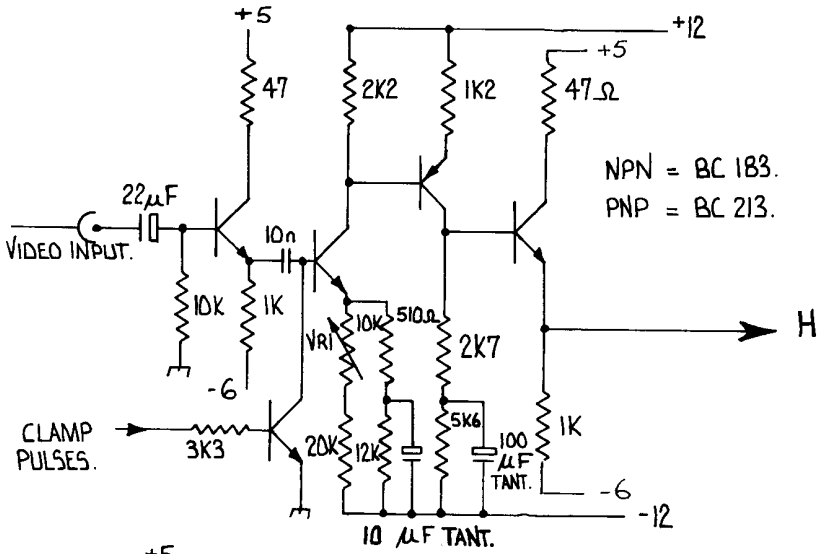 +5
+12
+5
47
2K2
1K2
47Ω
NPN = BC 183.
PNP = BC 213.
22µF
10n
VIDEO INPUT.
10K
1K
VR1
10K
510Ω
2K7
H
-6
CLAMP
PULSES.
3K3
20K
12K
5K6
100
µF
TANT.
1K
-6
-12
10 µF TANT.
+5